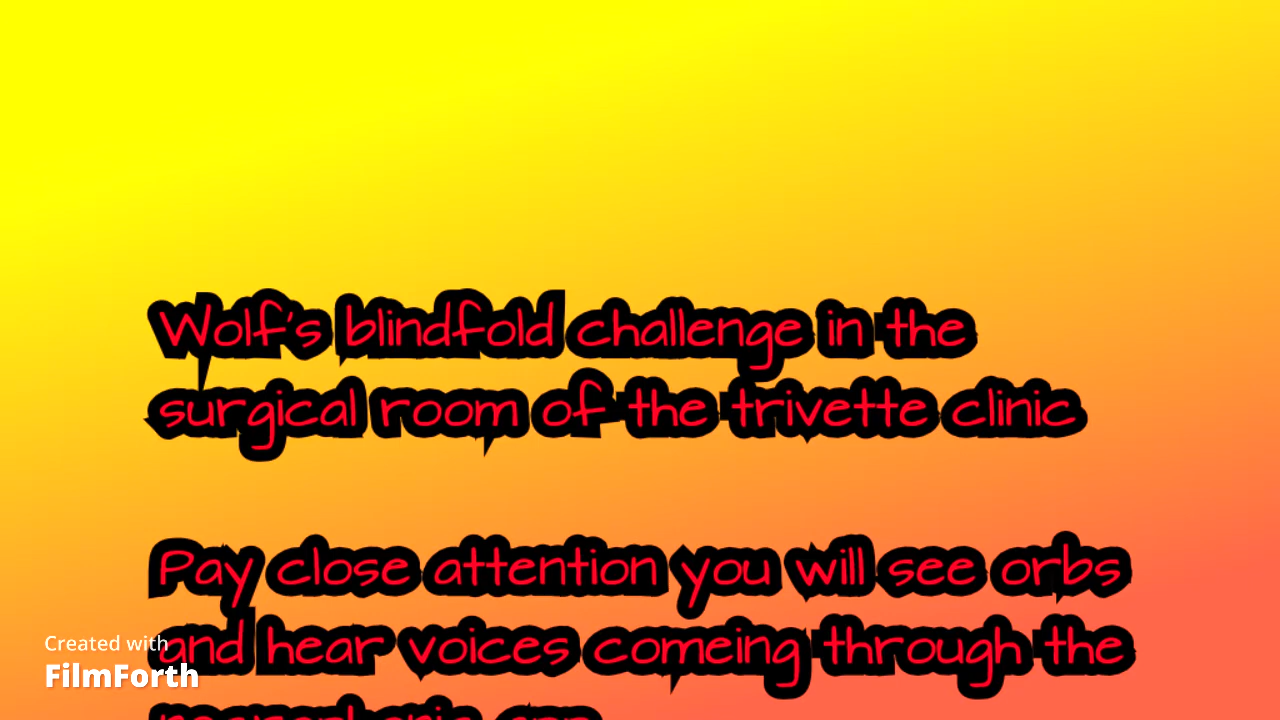 Wolf's blindfold challenge in the
surgical room of the trivette clinic
Pay close attention you will see orbs
and hear voices comeing through the
Created with
FilmForth